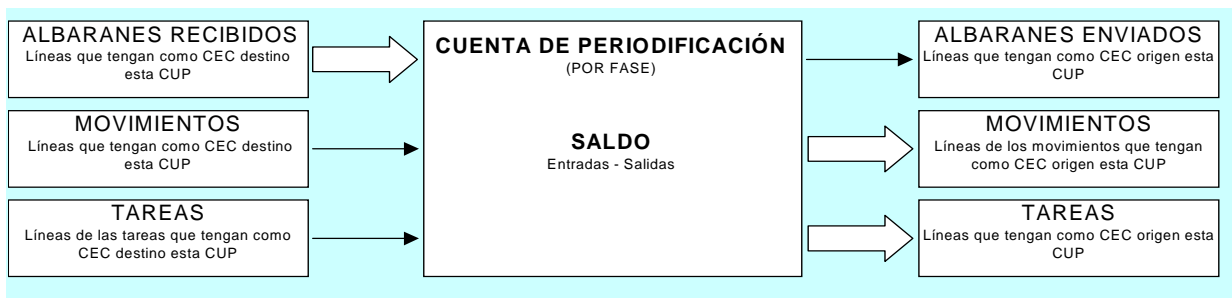 ALBARANES RECIBIDOS
Líneas que tengan como CEC destino
esta CUP
MOVIMIENTOS
Líneas que tengan como CEC destino
esta CUP
TAREAS
Líneas de las tareas que tengan como
CEC destino esta CUP
CUENTA DE PERIODIFICACIÓN
(POR FASE)
SALDO
Entradas - Salidas
ALBARANES ENVIADOS
Líneas que tengan como CEC origen esta
CUP
MOVIMIENTOS
Líneas de los movimientos que tengan
como CEC origen esta CUP
TAREAS
Líneas que tengan como CEC origen esta
CUP